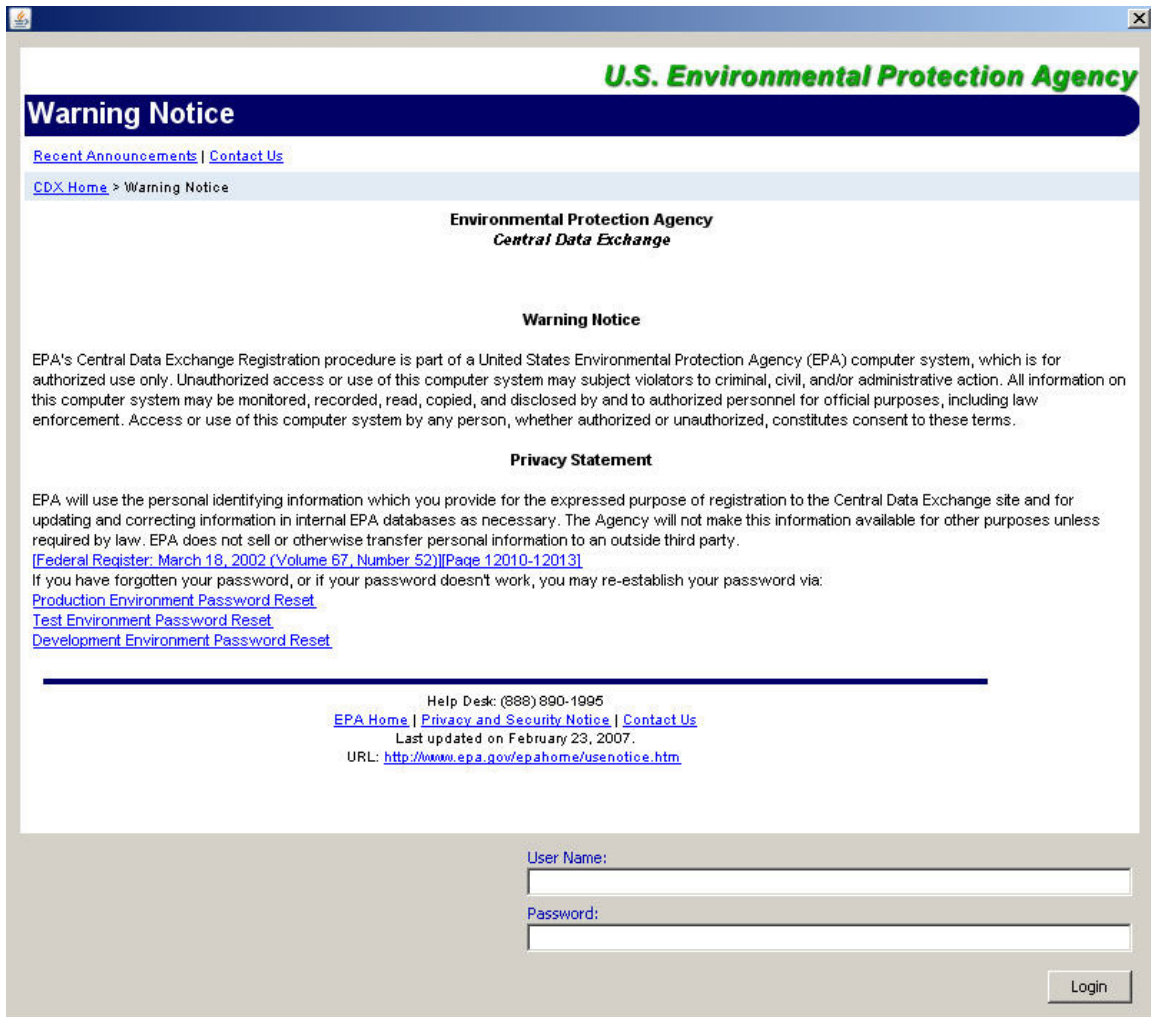 U.S. Environmental Protection Agency
Warning Notice
Recent Announcements | Contact Us
CDX Home > Warning Notice
Environmental Protection Agency
Central Data Exchange
Warning Notice
EPA's Central Data Exchange Registration procedure is part of a United States Environmental Protection Agency (EPA) computer system, which is for
authorized use only. Unauthorized access or use of this computer system may subject violators to criminal, civil, and/or administrative action. All information on
this computer system may be monitored, recorded, read, copied, and disclosed by and to authorized personnel for official purposes, including law
enforcement. Access or use of this computer system by any person, whether authorized or unauthorized, constitutes consent to these terms.
Privacy Statement
EPA will use the personal identifying information which you provide for the expressed purpose of registration to the Central Data Exchange site and for
updating and correcting information in internal EPA databases as necessary. The Agency will not make this information available for other purposes unless
required by law. EPA does not sell or otherwise transfer personal information to an outside third party.
[Federal Register: March 18, 2002 (Volume 67, Number 52)][Page 12010-12013]
If you have forgotten your password, or if your password doesn't work, you may re-establish your password via:
Production Environment Password Reset
Test Environment Password Reset
Development Environment Password Reset
Help Desk: (888) 890-1995
EPA Home | Privacy and Security Notice | Contact Us
Last updated on February 23, 2007.
URL: http://www.epa.gov/epahome/usenotice.htm
User Name:
Password:
Login